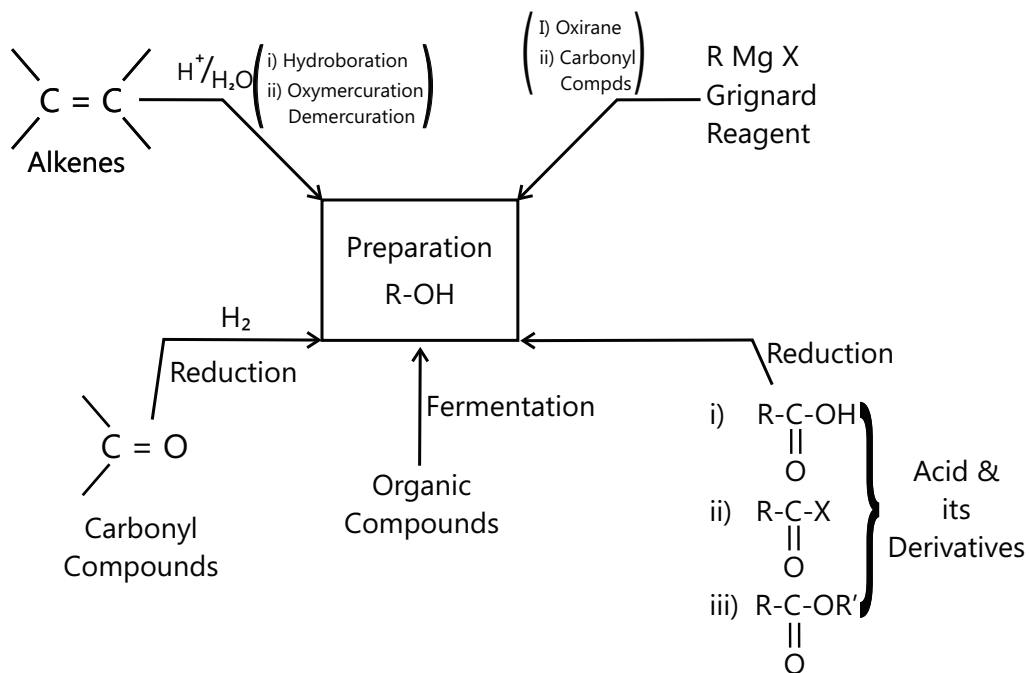 C = C
Alkenes
H⁺/H₂O
i) Hydroboration
ii) Oxymercuration
Demercuration
I) Oxirane
ii) Carbonyl
Compds
R Mg X
Grignard
Reagent
Preparation
R-OH
H₂
Reduction
C = O
Carbonyl
Compounds
Fermentation
Organic
Compounds
Reduction
i) R-C-OH
O
ii) R-C-X
O
iii) R-C-OR'
O
Acid &
its
Derivatives